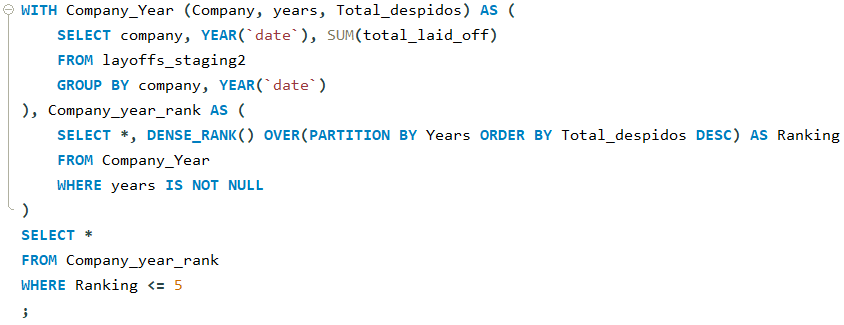 WITH Company_Year (Company, years, Total_despidos) AS (
SELECT company, YEAR(`date`), SUM(total_laid_off)
FROM layoffs_staging2
GROUP BY company, YEAR(`date`)
), Company_year_rank AS (
SELECT *, DENSE_RANK() OVER(PARTITION BY Years ORDER BY Total_despidos DESC) AS Ranking
FROM Company_Year
WHERE years IS NOT NULL
)
SELECT *
FROM Company_year_rank
WHERE Ranking <= 5
;